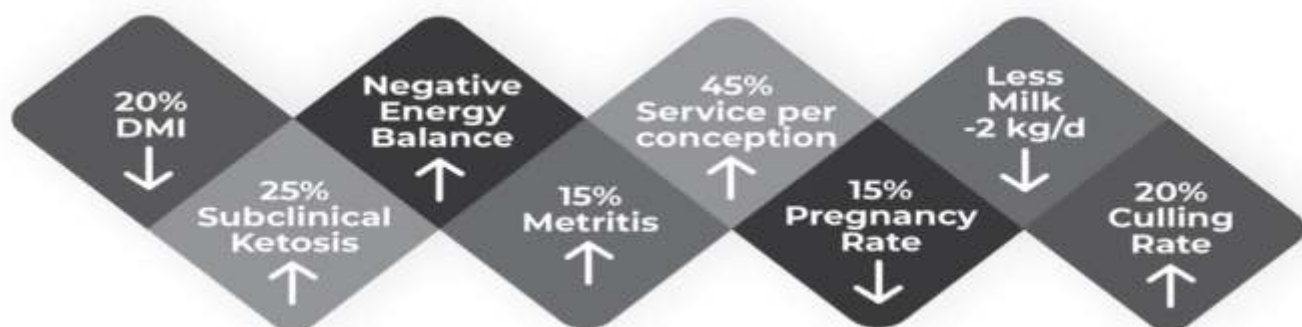 20%
DMI
25%
Subclinical
Ketosis
Negative
Energy
Balance
15%
Metritis
45%
Service per
conception
15%
Pregnancy
Rate
Less
Milk
-2 kg/d
20%
Culling
Rate